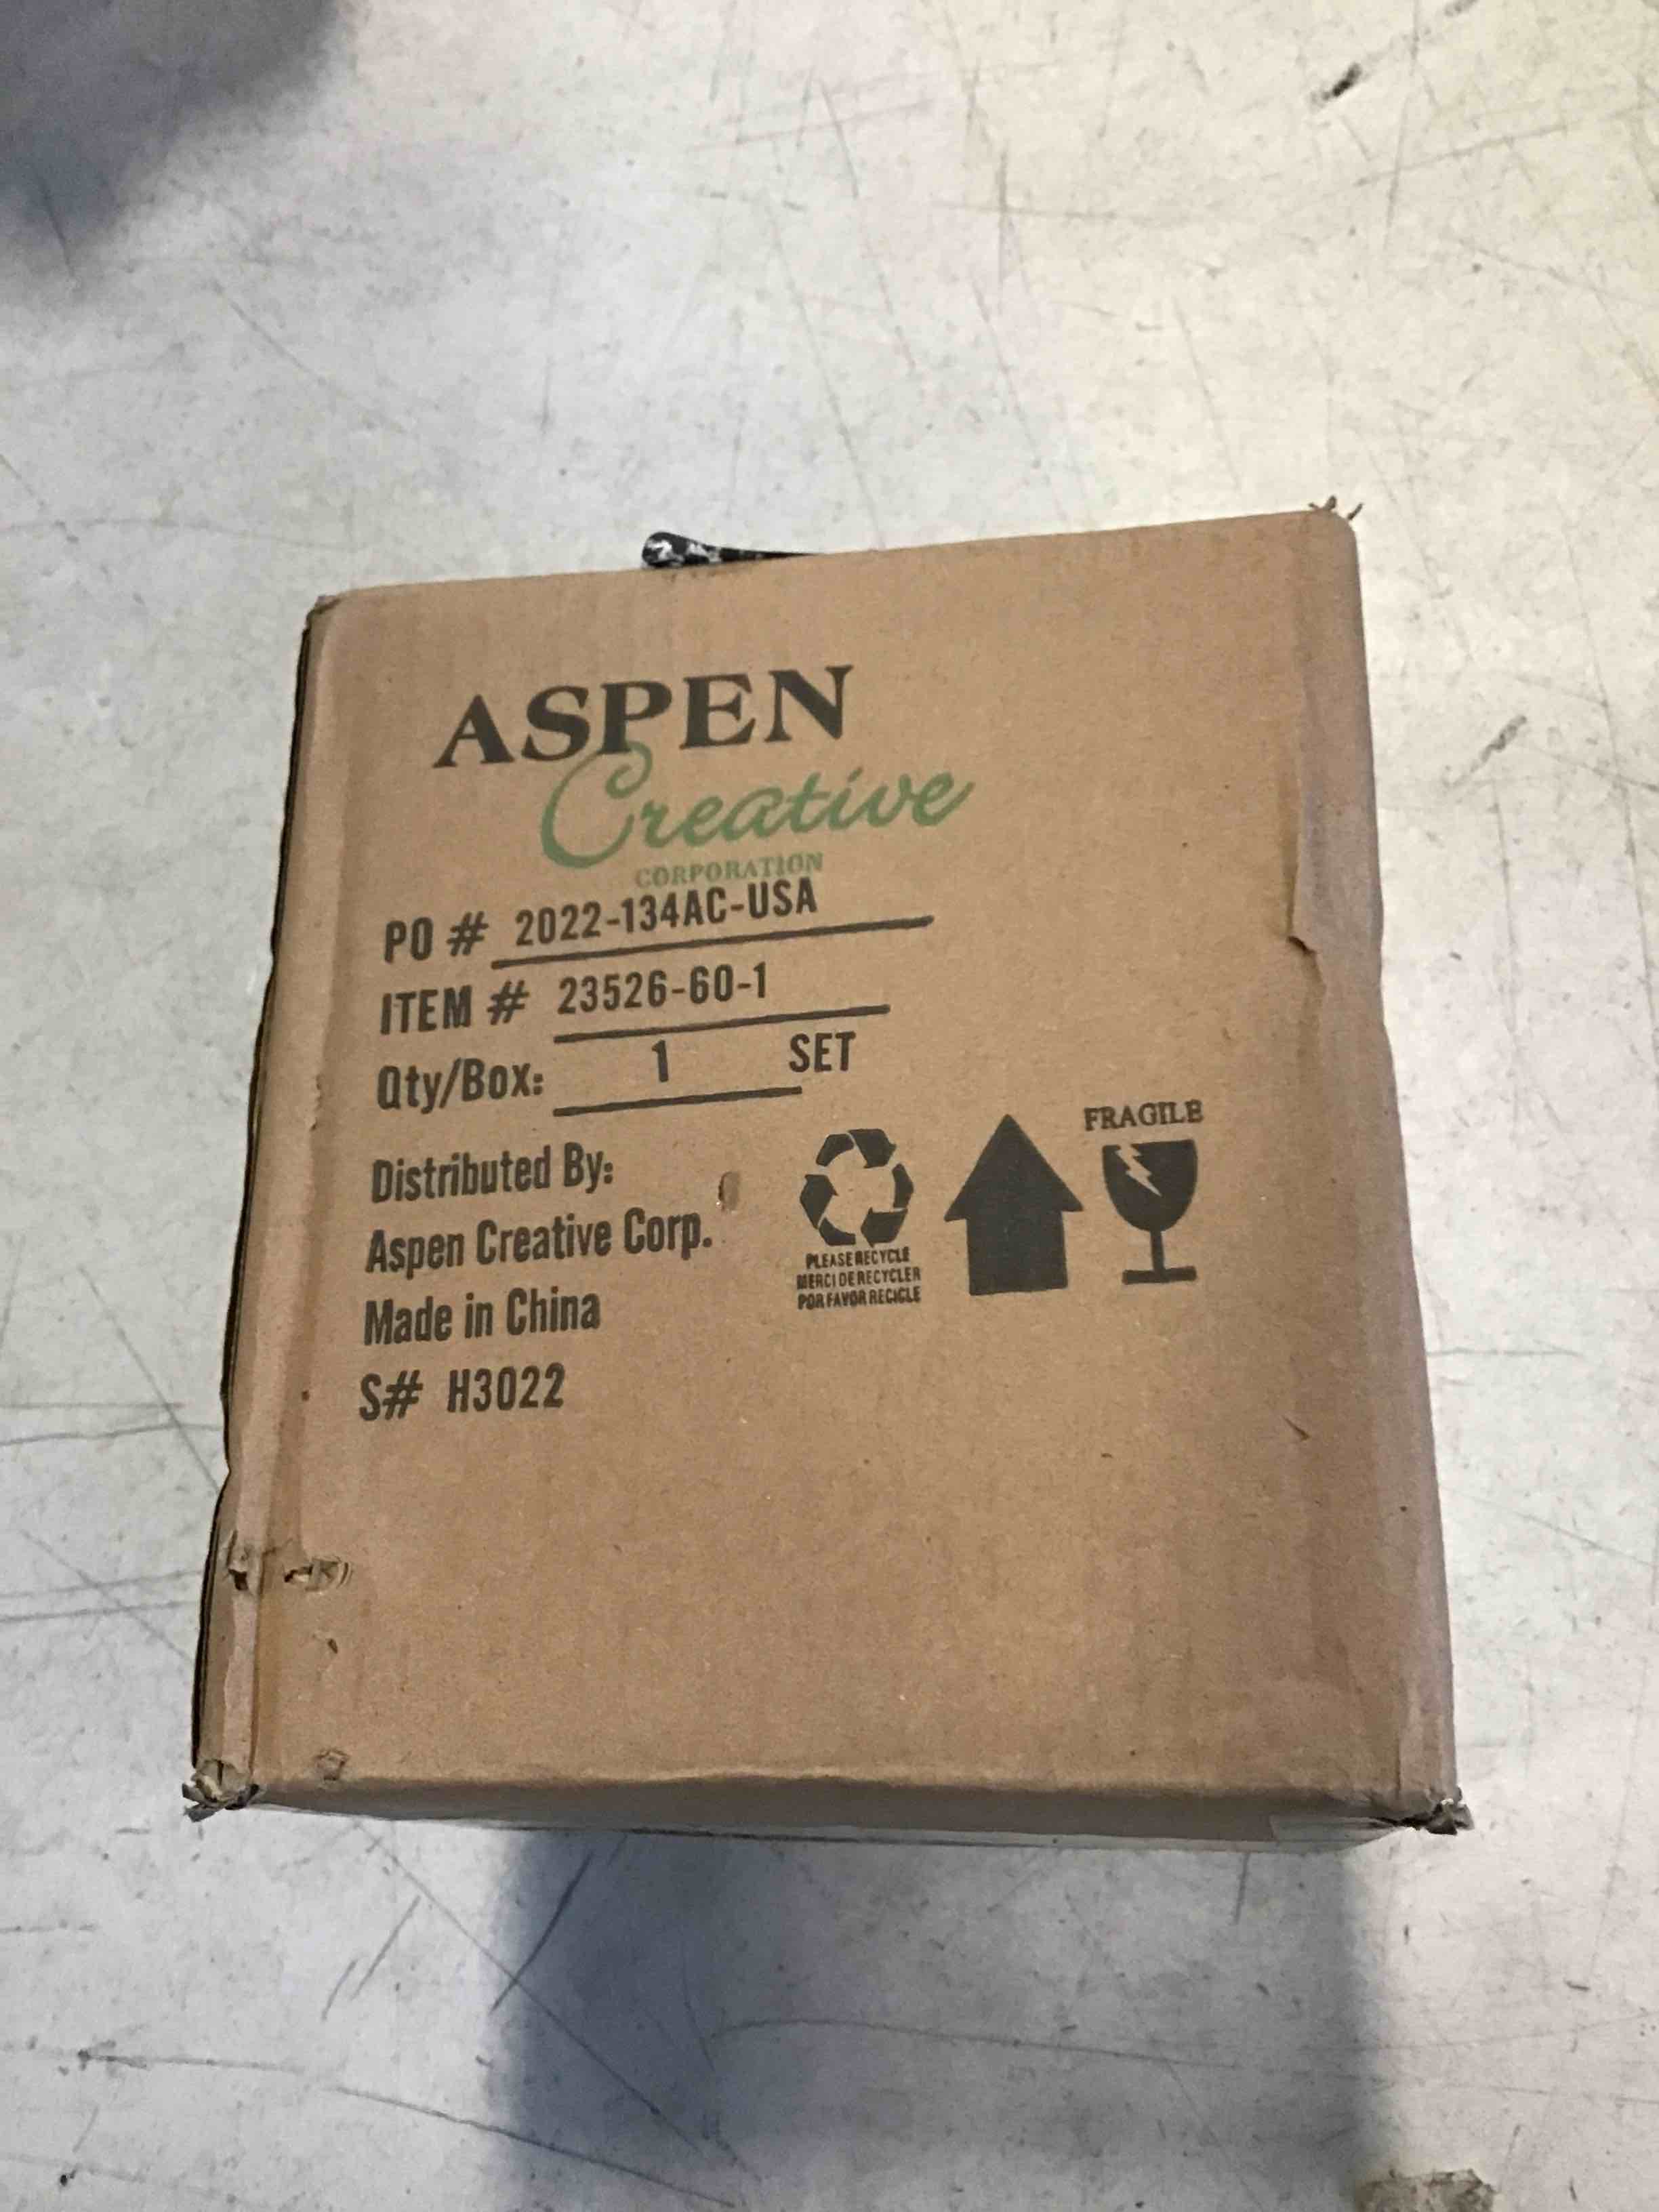 ASPEN
Creative
CORPORATION
PO # 2022-134AC-USA
ITEM # 23526-60-1
Qty/Box: 1 SET
Distributed By:
Aspen Creative Corp.
Made in China
S# H3022
PLEASE RECYCLE
MERCI DE RECYCLER
POR FAVOR RECICLE
FRAGILE